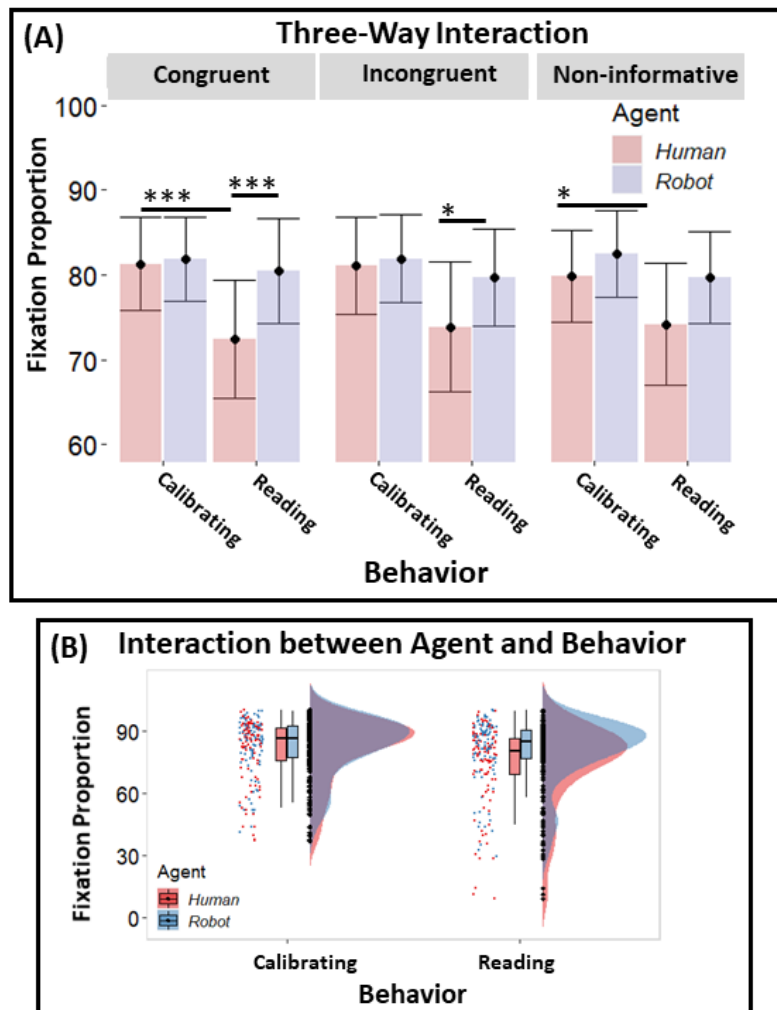 (A) Three-Way Interaction
Congruent Incongruent Non-informative
Agent
Human
Robot
Fixation Proportion
100
90
80
70
60
*** *** * *
Calibrating Reading Calibrating Reading Calibrating Reading
Behavior
(B) Interaction between Agent and Behavior
Fixation Proportion
90
60
30
0
Agent
Human
Robot
Calibrating Reading
Behavior